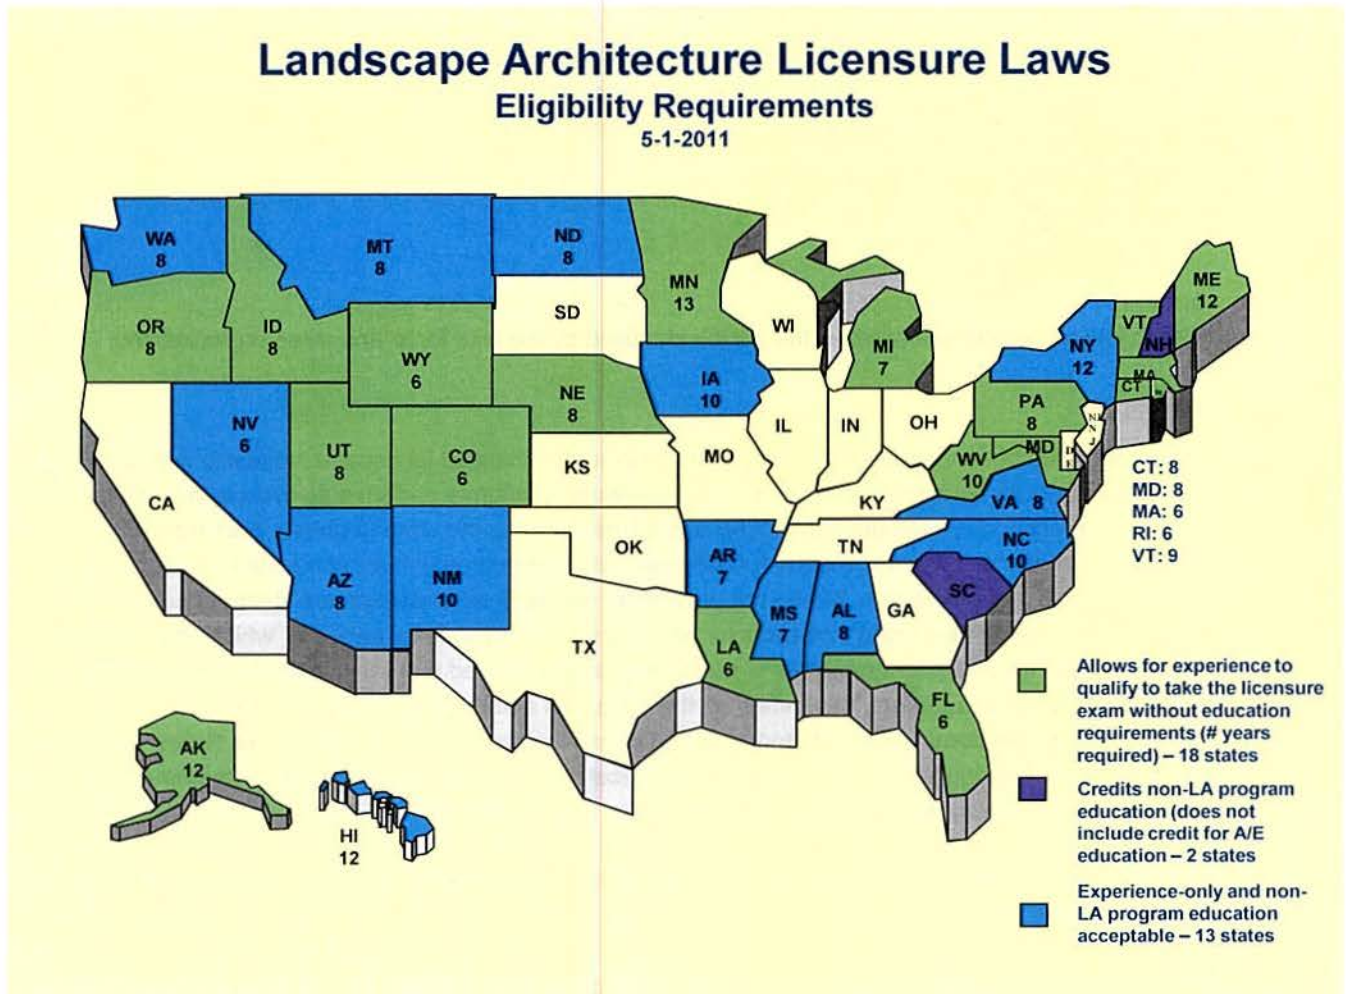 Landscape Architecture Licensure Laws
Eligibility Requirements
5-1-2011
WA
8
MT
8
ND
8
MN
13
ME
12
OR
8
ID
8
WY
6
SD
WI
MI
7
NY
12
VT
NH
MA
CT
NV
6
UT
8
CO
6
NE
8
IA
10
IL
IN
OH
PA
8
WV
10
MD
VA 8
CA
KS
MO
KY
CT: 8
MD: 8
MA: 6
RI: 6
VT: 9
AZ
8
NM
10
OK
AR
7
TN
NC
10
SC
TX
LA
6
MS
7
AL
8
GA
FL
6
AK
12
HI
12
Allows for experience to
qualify to take the licensure
exam without education
requirements (# years
required) – 18 states
Credits non-LA program
education (does not
include credit for A/E
education – 2 states
Experience-only and non-
LA program education
acceptable – 13 states